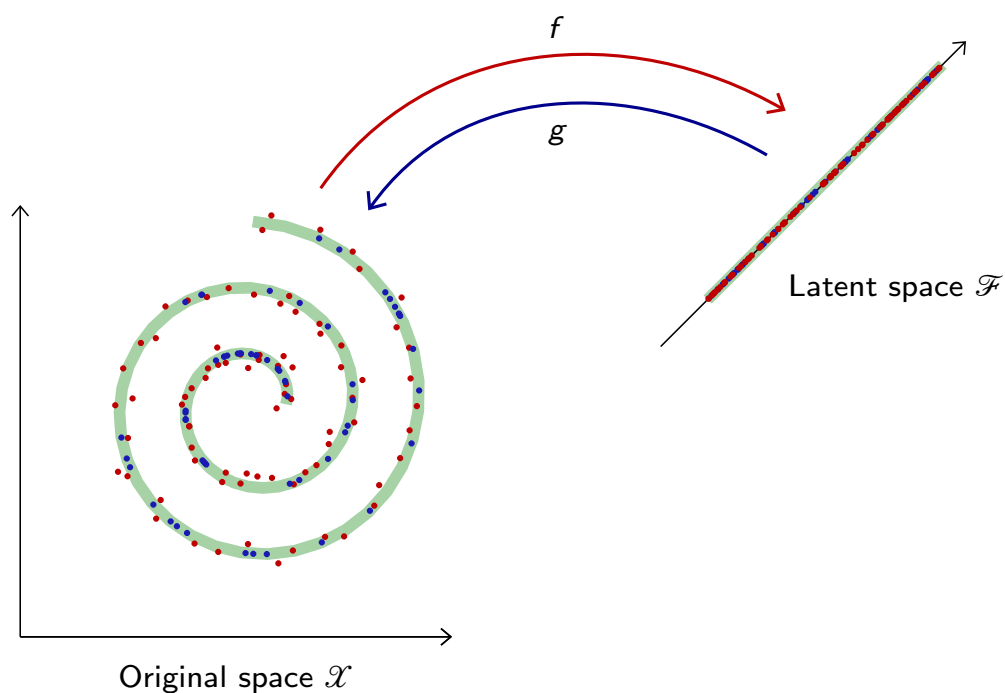 f
g
Latent space ℱ
Original space 𝒳